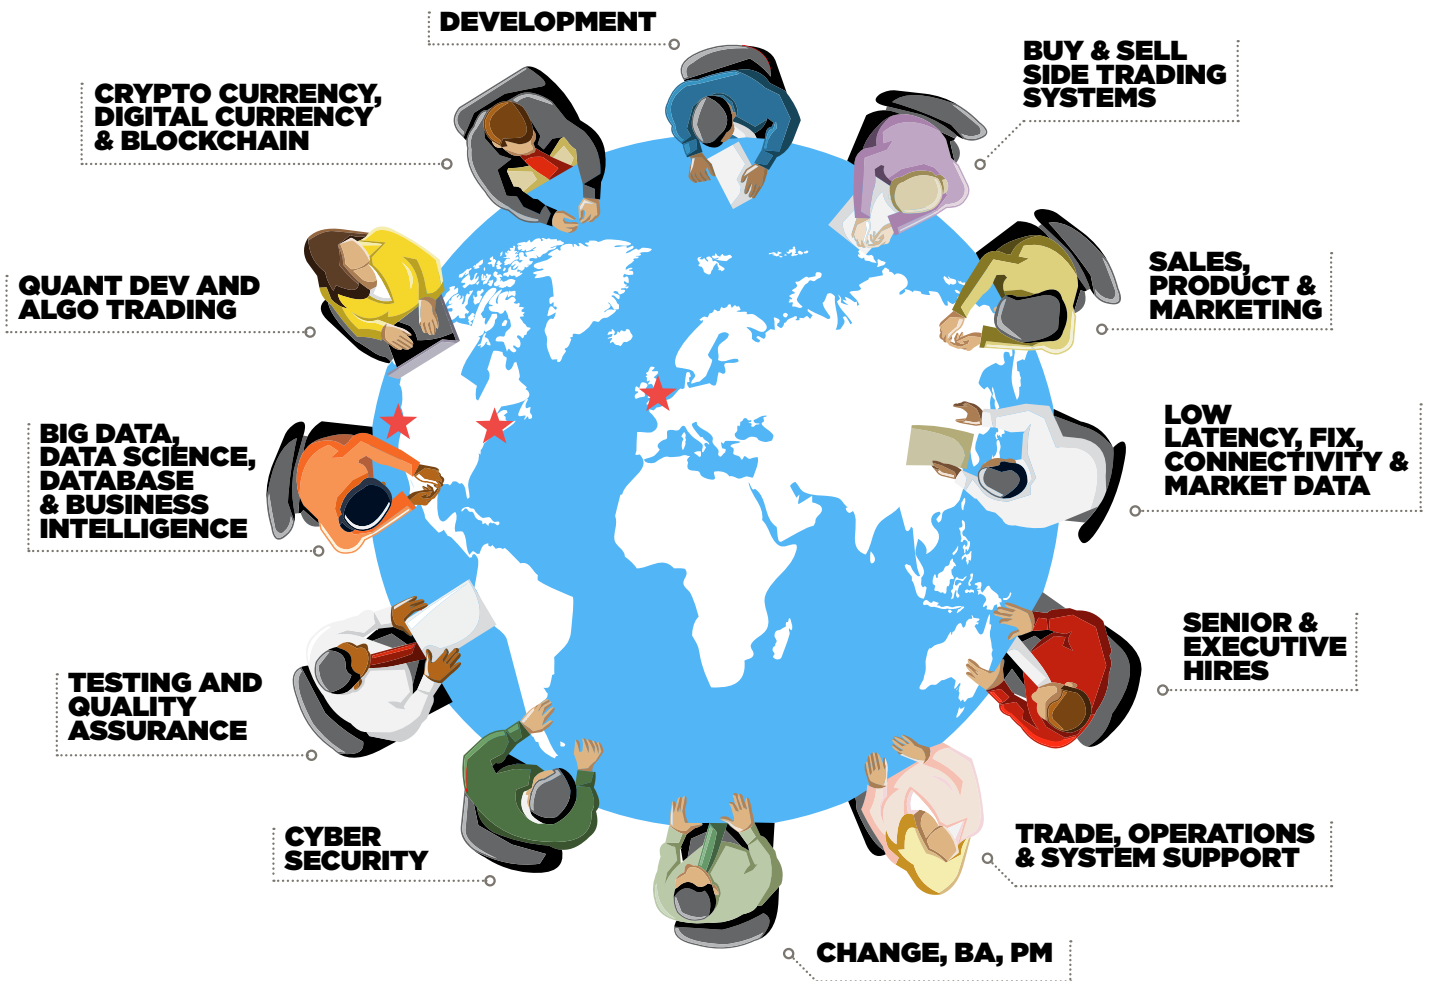 DEVELOPMENT
BUY & SELL
SIDE TRADING
SYSTEMS
CRYPTO CURRENCY,
DIGITAL CURRENCY
& BLOCKCHAIN
SALES,
PRODUCT &
MARKETING
QUANT DEV AND
ALGO TRADING
LOW
LATENCY, FIX,
CONNECTIVITY &
MARKET DATA
BIG DATA,
DATA SCIENCE,
DATABASE
& BUSINESS
INTELLIGENCE
SENIOR &
EXECUTIVE
HIRES
TESTING AND
QUALITY
ASSURANCE
TRADE, OPERATIONS
& SYSTEM SUPPORT
CYBER
SECURITY
CHANGE, BA, PM